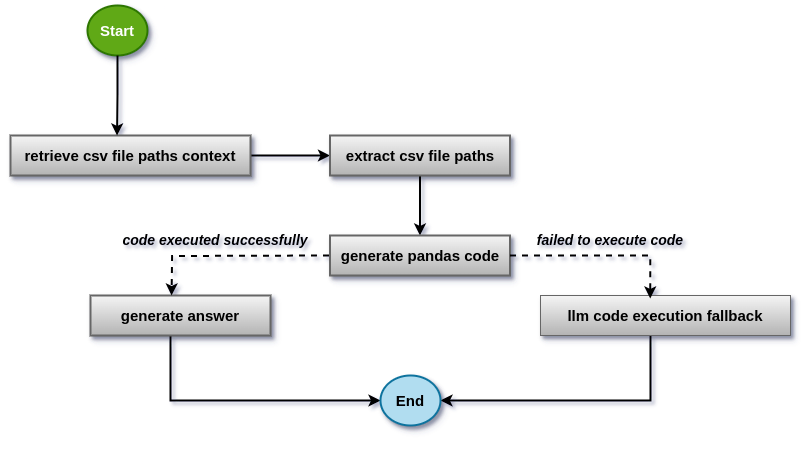 Start
retrieve csv file paths context
extract csv file paths
code executed successfully
generate pandas code
failed to execute code
generate answer
llm code execution fallback
End